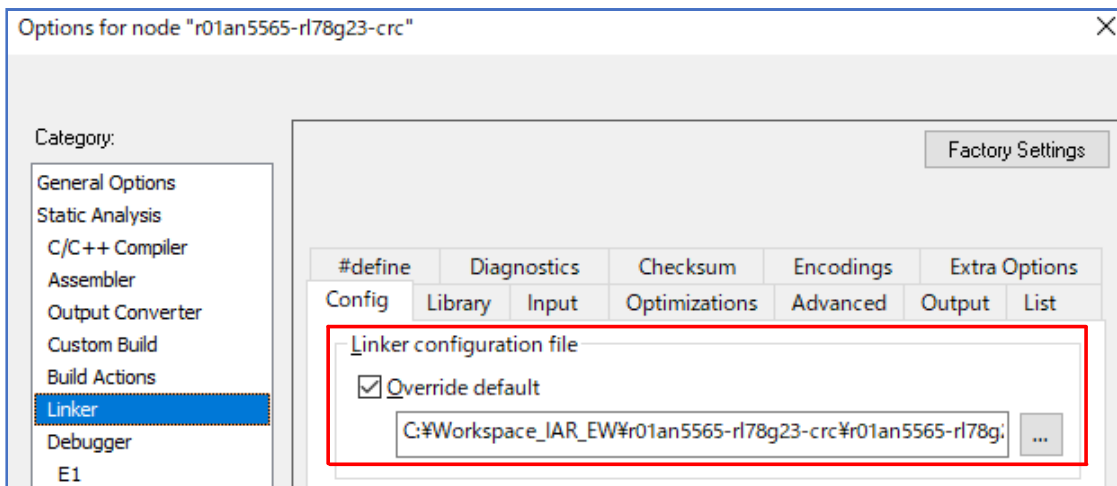 Options for node "r01an5565-rl78g23-crc"
Category:
Factory Settings
General Options
Static Analysis
C/C++ Compiler
Assembler
Output Converter
Custom Build
Build Actions
Linker
Debugger
E1
#define Diagnostics Checksum Encodings Extra Options
Config Library Input Optimizations Advanced Output List
Linker configuration file
Override default
C:¥Workspace_IAR_EW¥r01an5565-rl78g23-crc¥r01an5565-rl78g
...